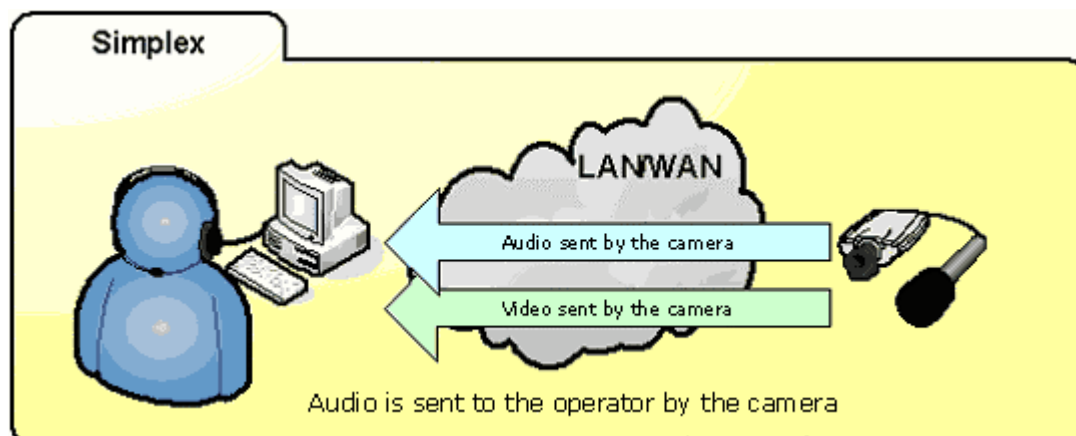 Simplex
LAN/WAN
Audio sent by the camera
Video sent by the camera
Audio is sent to the operator by the camera